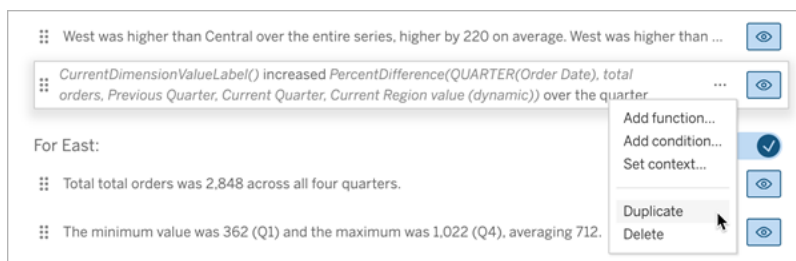 West was higher than Central over the entire series, higher by 220 on average. West was higher than ...
CurrentDimensionValueLabel() increased PercentDifference(QUARTER(Order Date), total
orders, Previous Quarter, Current Quarter, Current Region value (dynamic)) over the quarter
...
Add function...
Add condition...
Set context...
Duplicate
Delete
For East:
Total total orders was 2,848 across all four quarters.
The minimum value was 362 (Q1) and the maximum was 1,022 (Q4), averaging 712.